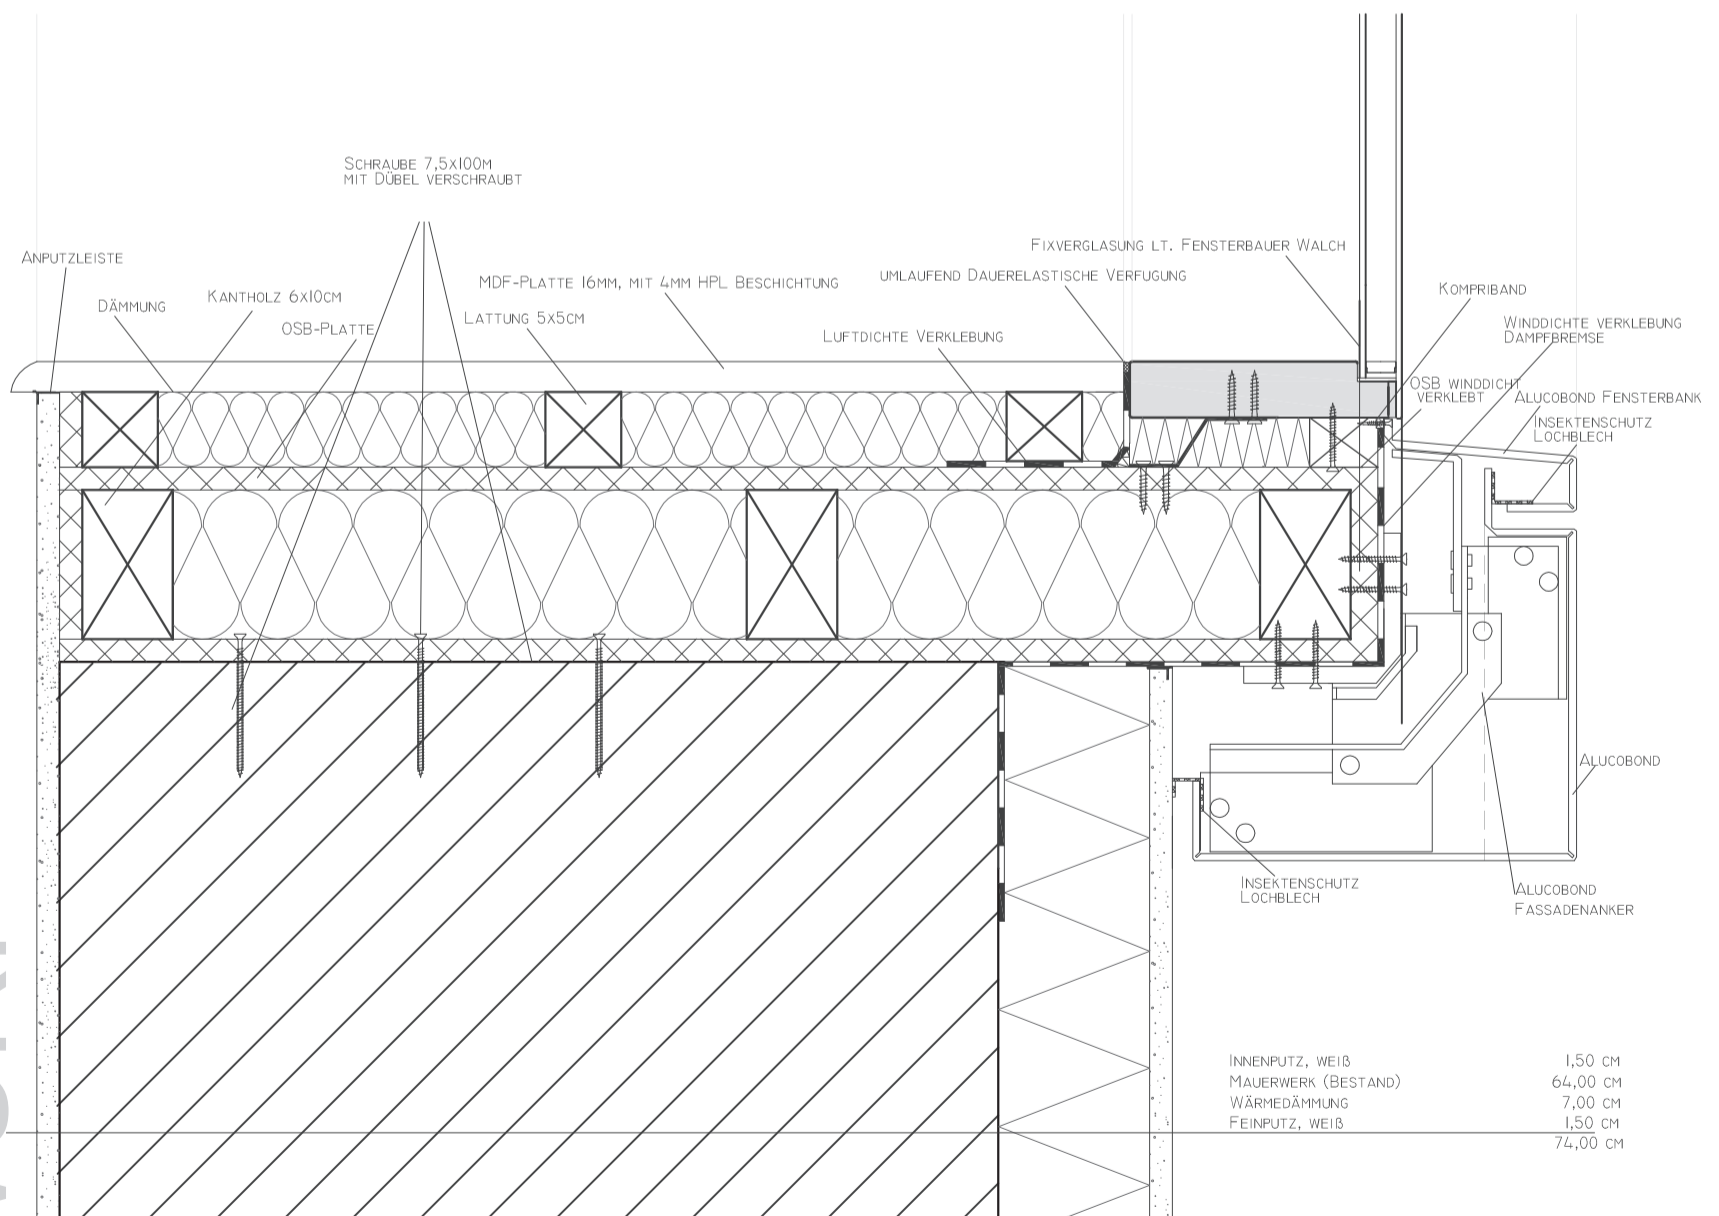 Schraube 7,5x100m
mit Dübel verschraubt
Fixverglasung lt. Fensterbauer Walch
Anputzleiste
umlaufend Dauerelastische Verfugung
MDF-Platte 16mm, mit 4mm HPL Beschichtung
Kompriband
Kantholz 6x10cm
Dämmung
Lattung 5x5cm
OSB-Platte
Luftdichte Verklebung
Winddichte verklebung
Dampfbremse
OSB winddicht
verklebt
Alucobond Fensterbank
Insektenschutz
Lochblech
Alucobond
Insektenschutz
Lochblech
Alucobond
Fassadenanker
Innenputz, weiß 1,50 cm
Mauerwerk (Bestand) 64,00 cm
Wärmedämmung 7,00 cm
Feinputz, weiß 1,50 cm
74,00 cm